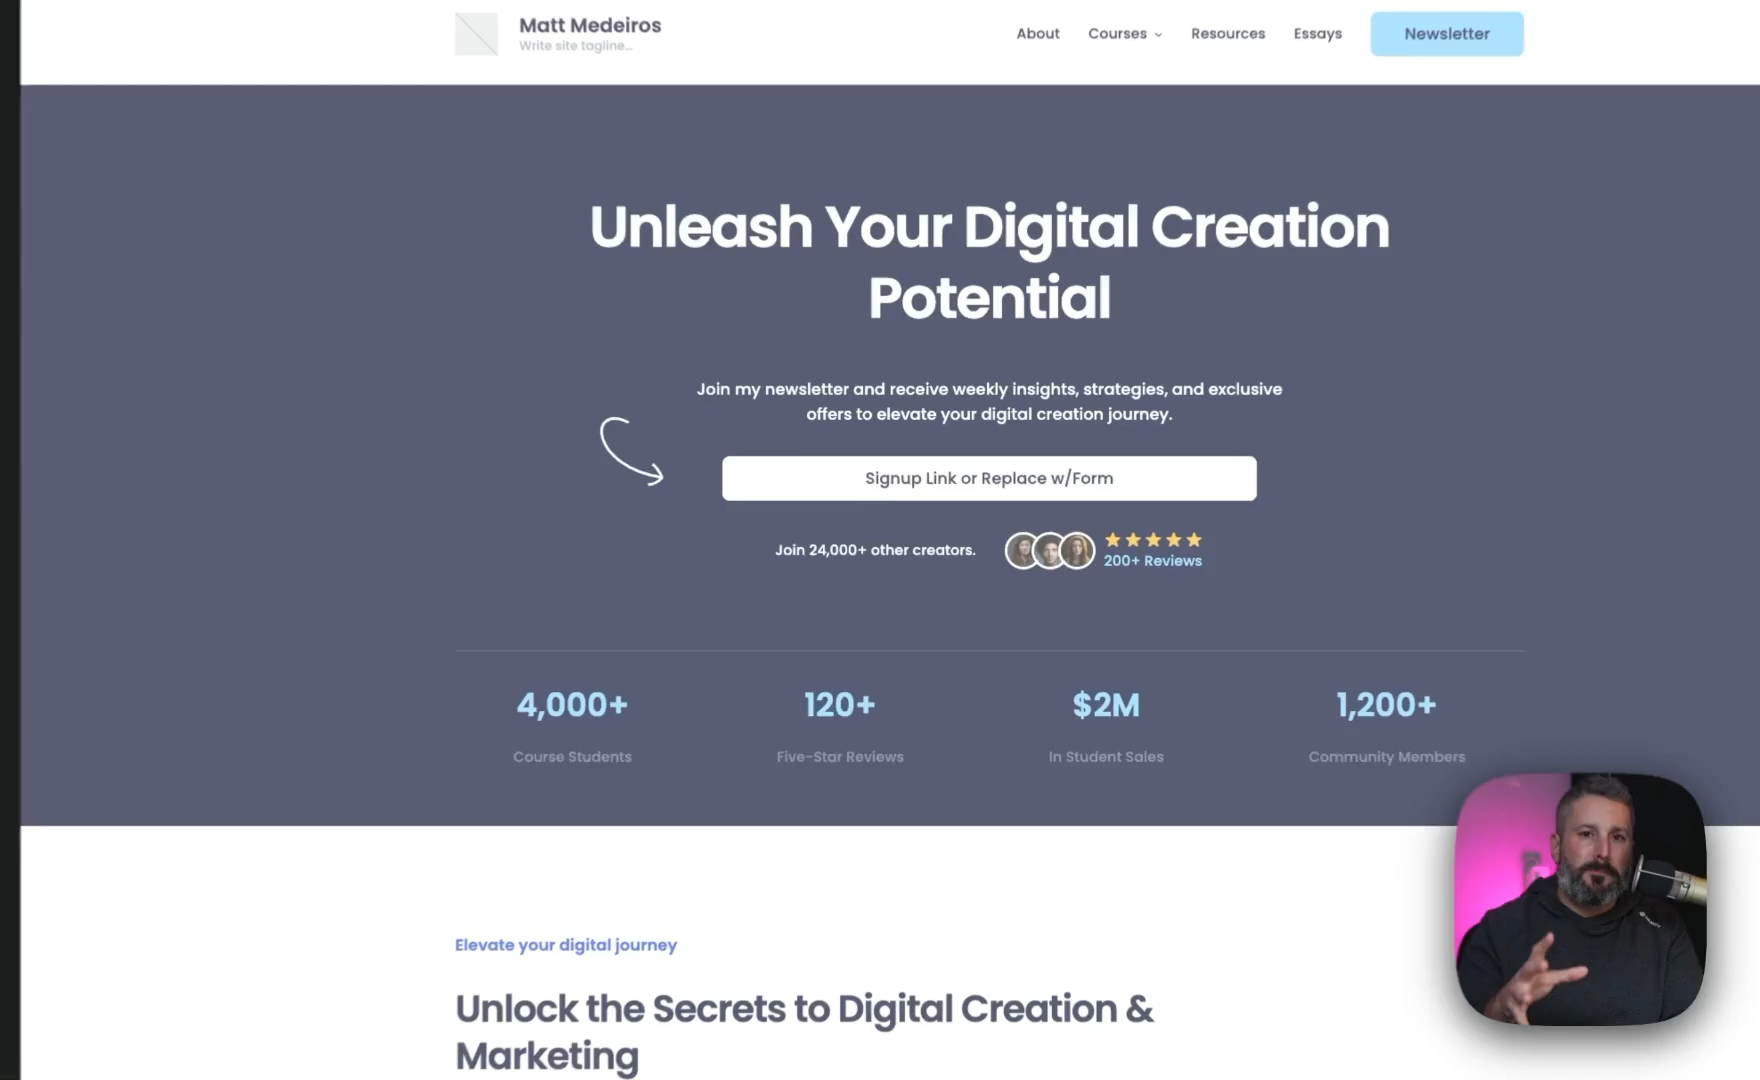 Matt Medeiros
Write site tagline...
About
Courses
Resources
Essays
Newsletter
Unleash Your Digital Creation
Potential
Join my newsletter and receive weekly insights, strategies, and exclusive
offers to elevate your digital creation journey.
Signup Link or Replace w/Form
Join 24,000+ other creators.
200+ Reviews
4,000+
Course Students
120+
Five-Star Reviews
$2M
In Student Sales
1,200+
Community Members
Elevate your digital journey
Unlock the Secrets to Digital Creation &
Marketing